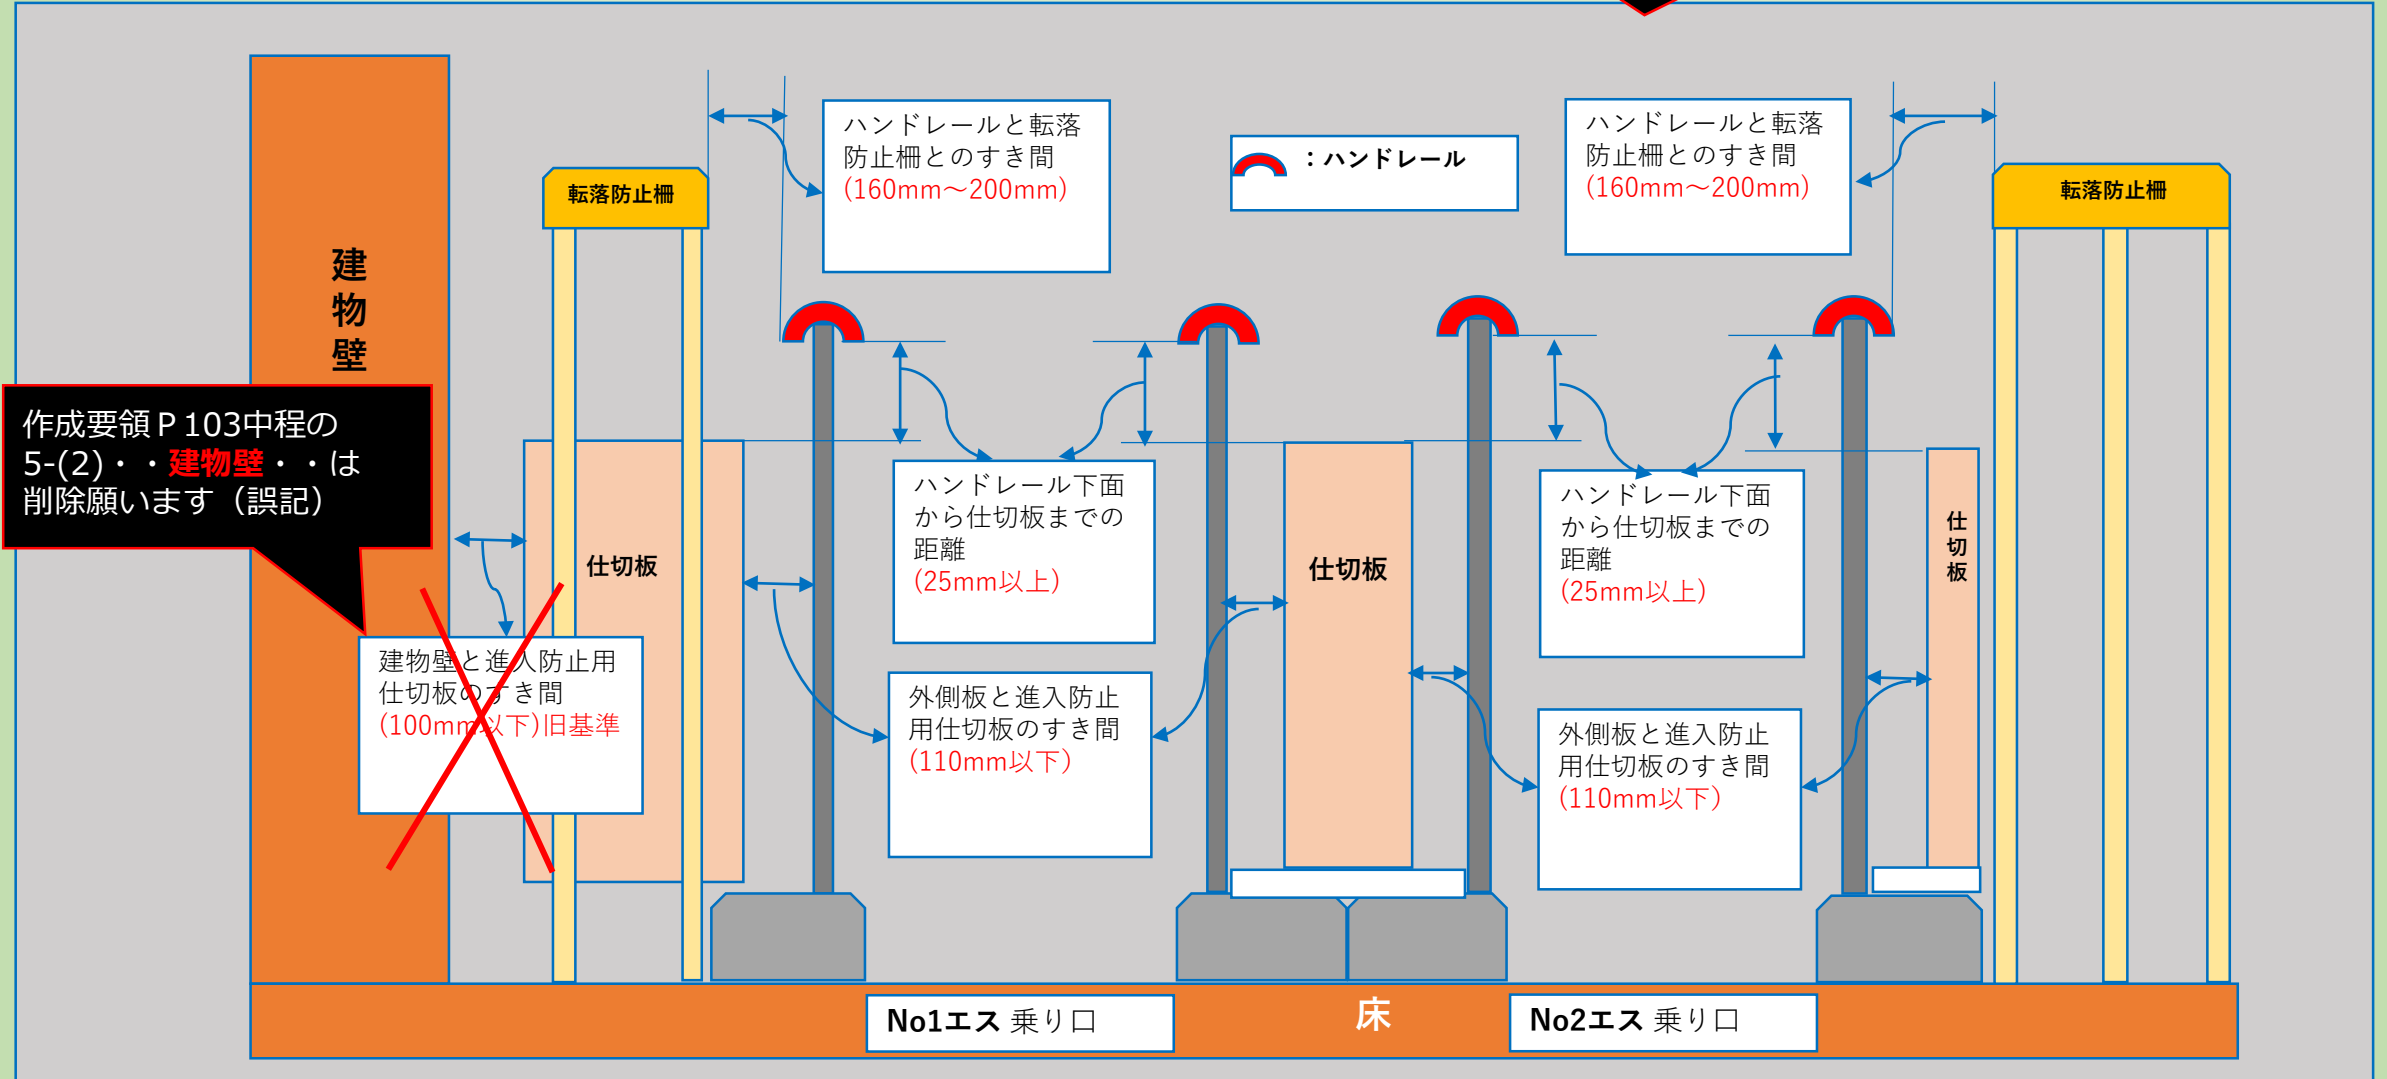 ハンドレールと転落
防止柵とのすき間
(160mm～200mm)
：ハンドレール
ハンドレールと転落
防止柵とのすき間
(160mm～200mm)
転落防止柵
転落防止柵
建物壁
作成要領Ｐ103中程の
5-(2)・・建物壁・・は
削除願います（誤記）
ハンドレール下面
から仕切板までの
距離
(25mm以上)
ハンドレール下面
から仕切板までの
距離
(25mm以上)
仕切板
仕切板
仕切板
建物壁と進入防止用
仕切板のすき間
(100mm以下)旧基準
外側板と進入防止
用仕切板のすき間
(110mm以下)
外側板と進入防止
用仕切板のすき間
(110mm以下)
No1エス 乗り口
床
No2エス 乗り口